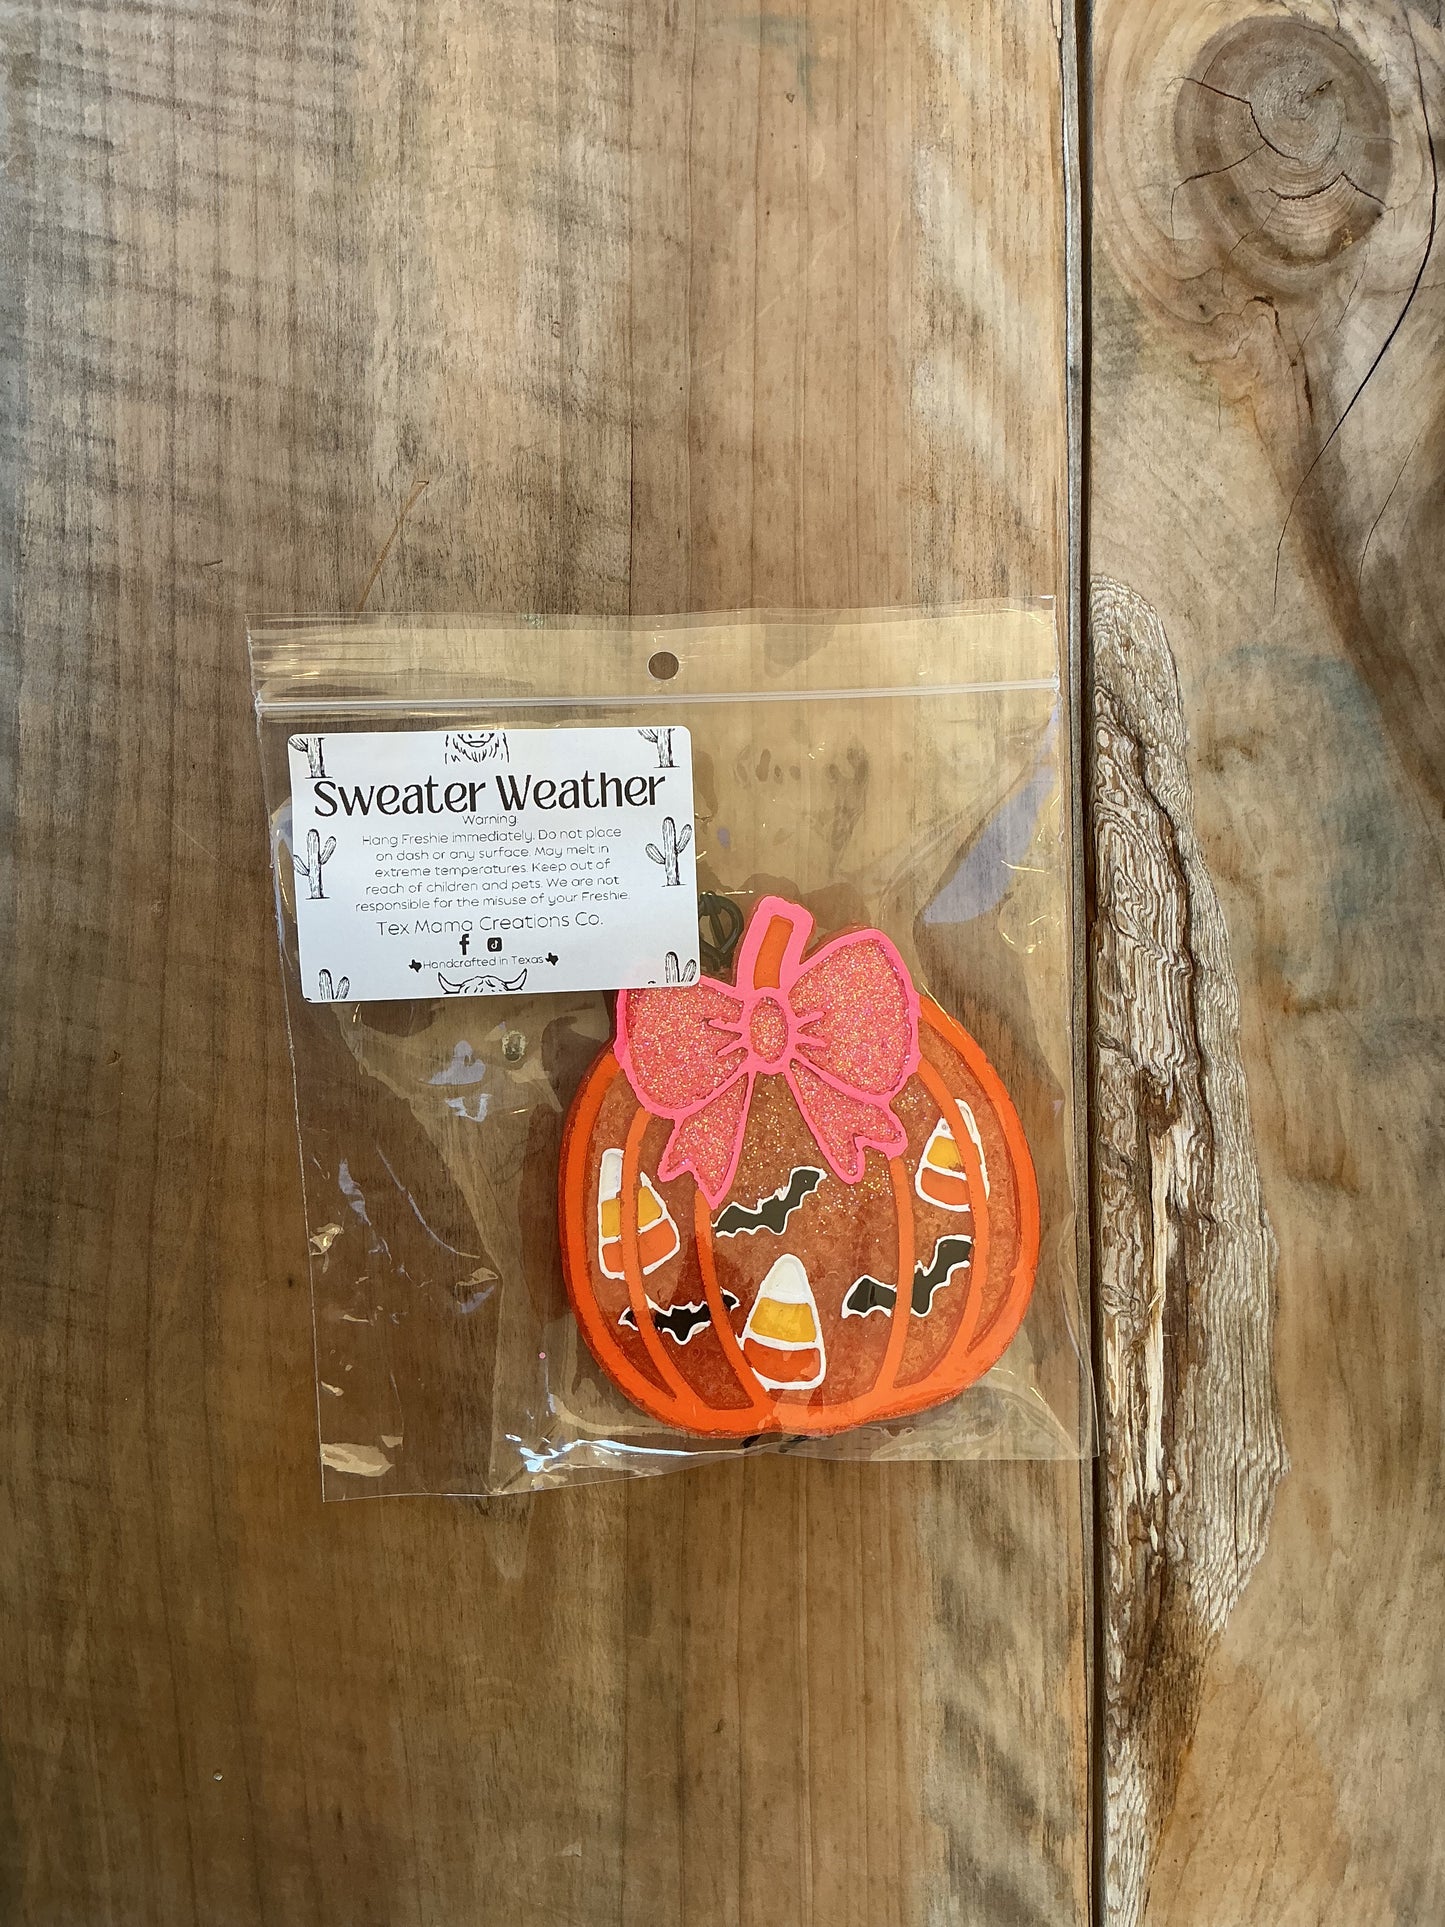 Sweater Weather
Warning:
Hang Freshie immediately. Do not place
on dash or any surface. May melt in
extreme temperatures. Keep out of
reach of children and pets. We are not
responsible for the misuse of your Freshie.
Tex Mama Creations Co.
Handcrafted in Texas